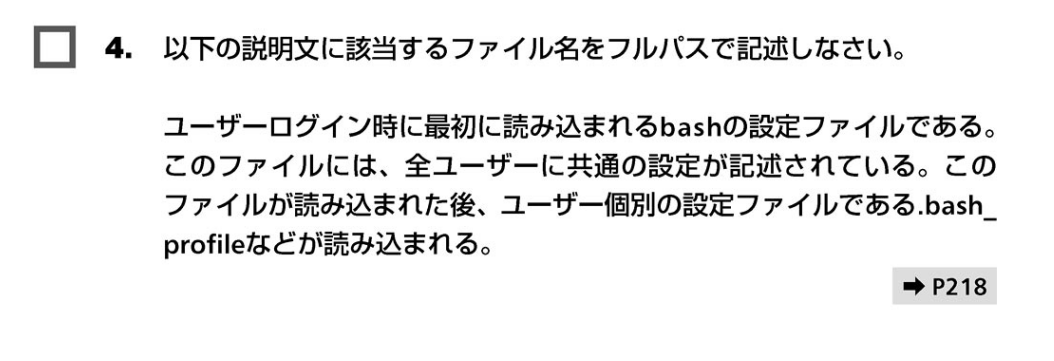 4. 以下の説明文に該当するファイル名をフルパスで記述しなさい。
ユーザーログイン時に最初に読み込まれるbashの設定ファイルである。
このファイルには、全ユーザーに共通の設定が記述されている。この
ファイルが読み込まれた後、ユーザー個別の設定ファイルである.bash_
profileなどが読み込まれる。
➡ P218